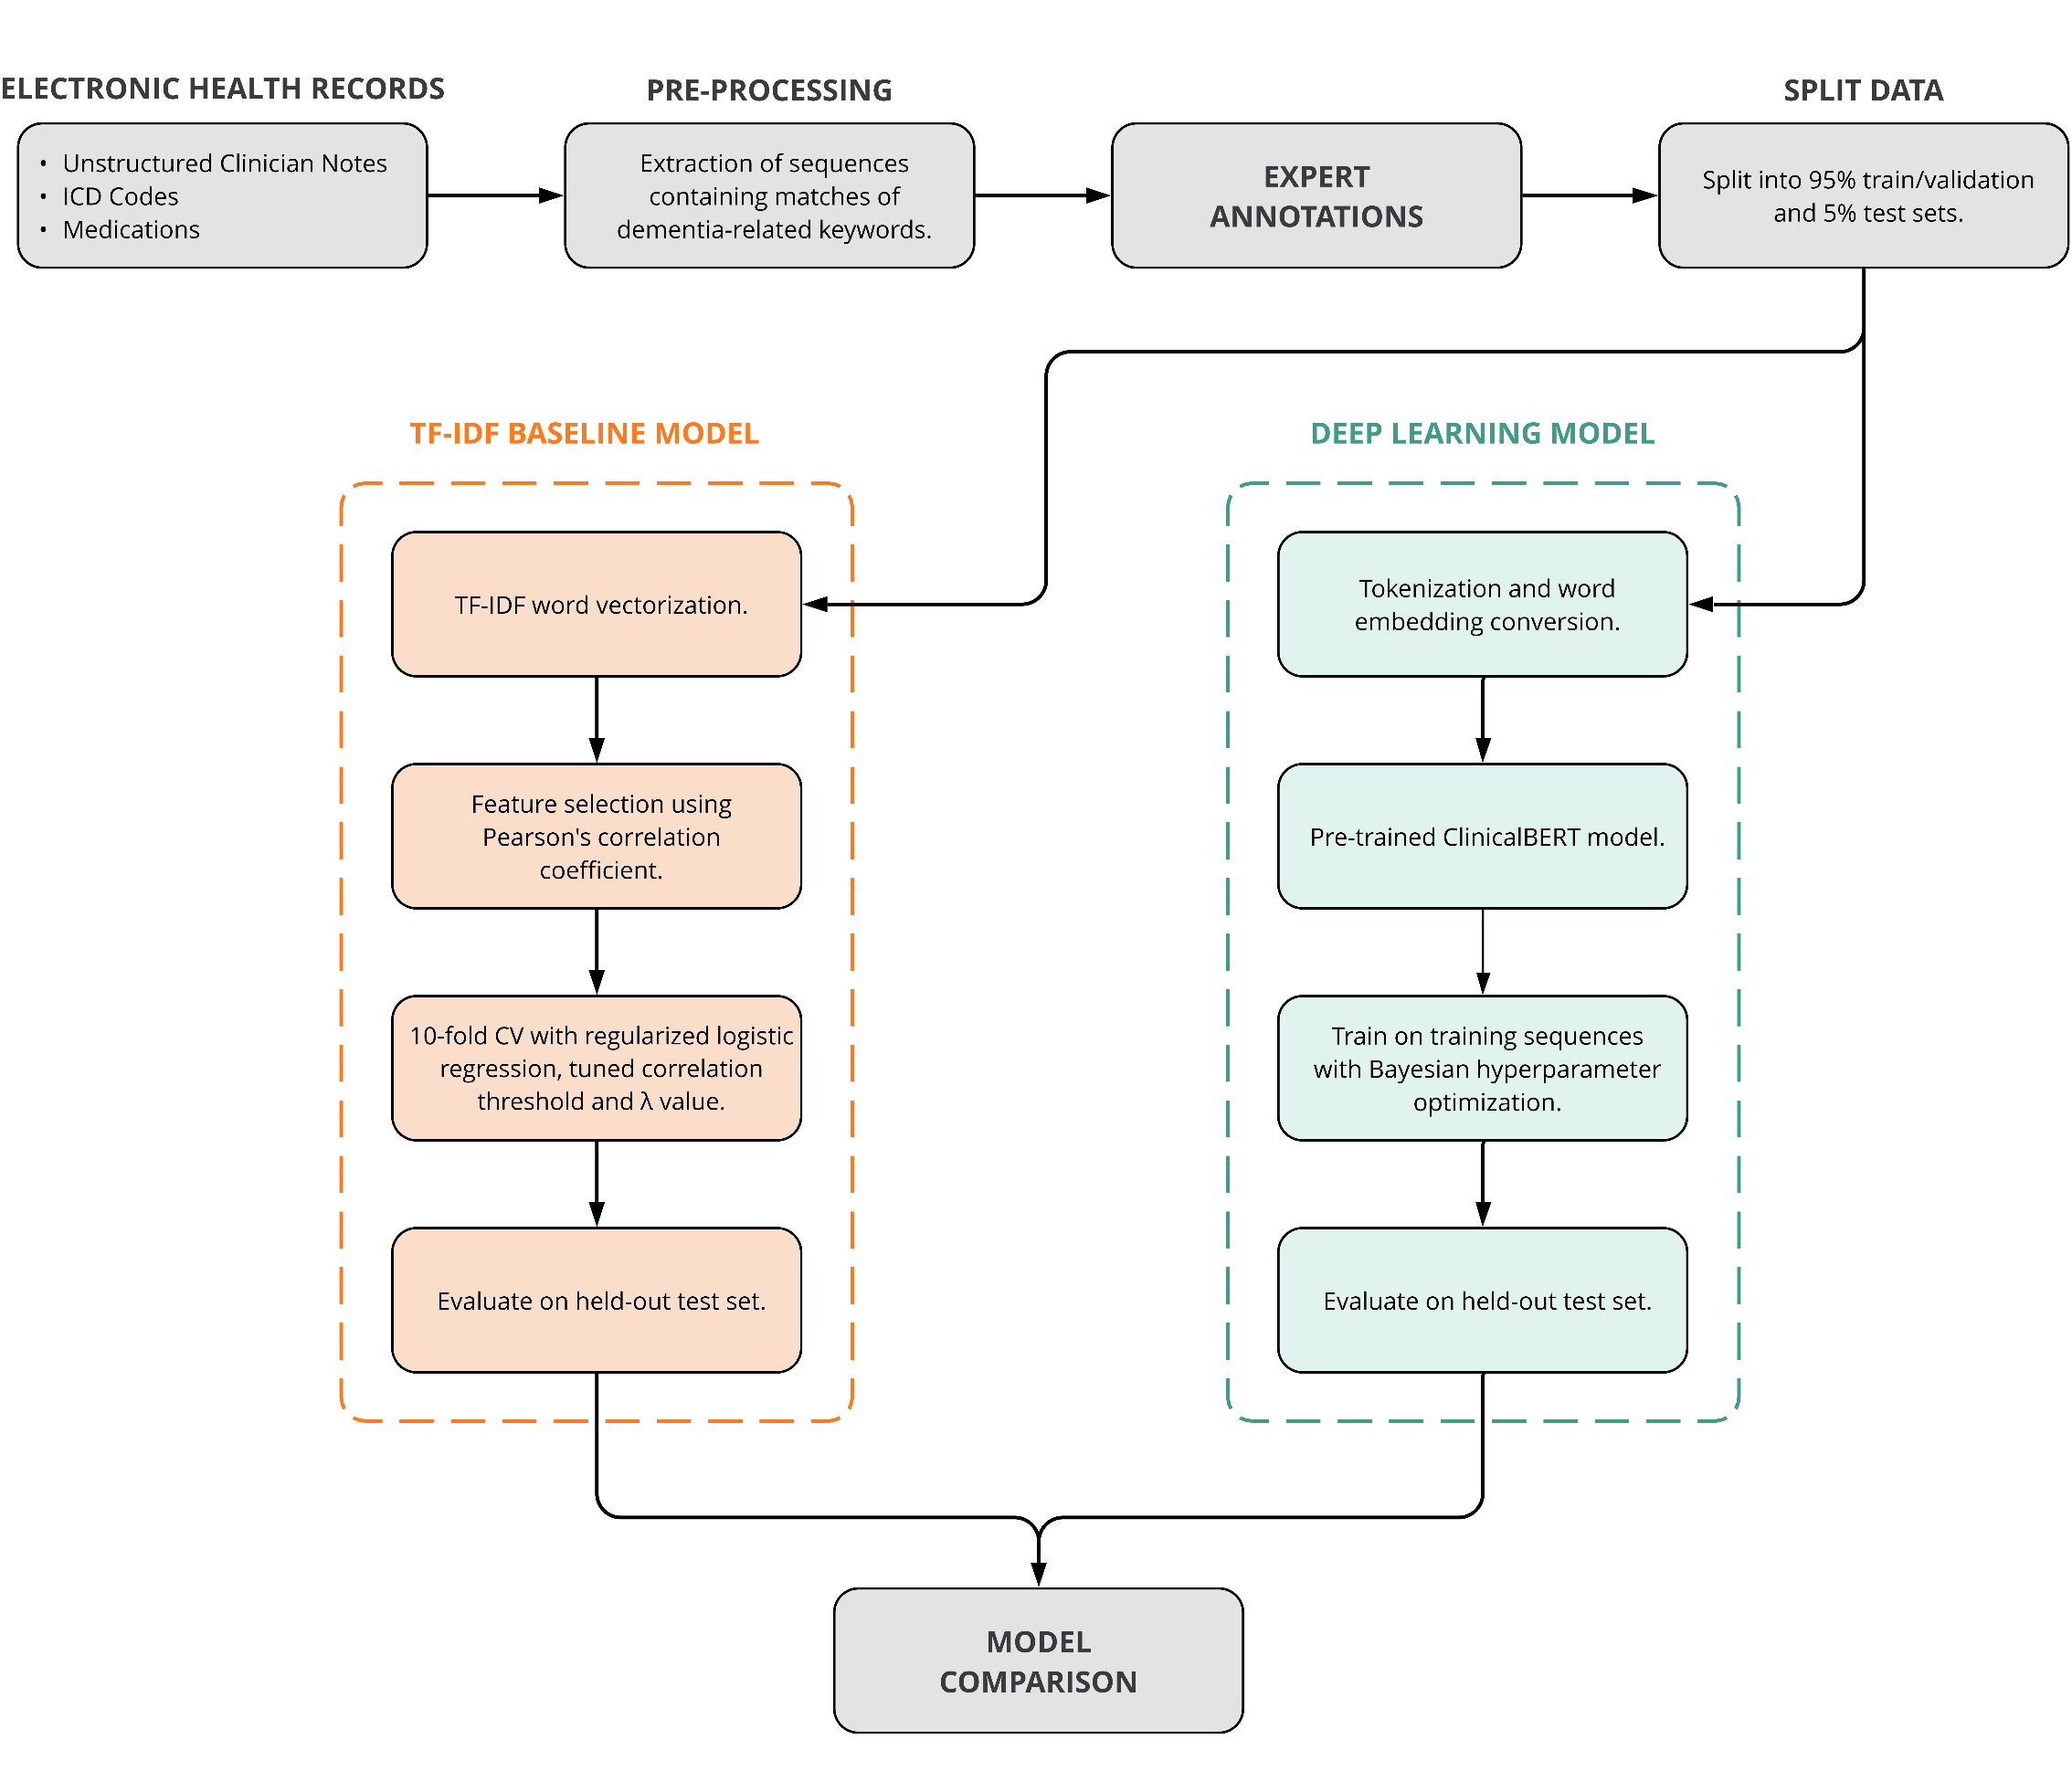 ELECTRONIC HEALTH RECORDS
• Unstructured Clinician Notes
• ICD Codes
• Medications
PRE-PROCESSING
Extraction of sequences
containing matches of
dementia-related keywords.
EXPERT
ANNOTATIONS
SPLIT DATA
Split into 95% train/validation
and 5% test sets.
TF-IDF BASELINE MODEL
TF-IDF word vectorization.
Feature selection using
Pearson's correlation
coefficient.
10-fold CV with regularized logistic
regression, tuned correlation
threshold and λ value.
Evaluate on held-out test set.
DEEP LEARNING MODEL
Tokenization and word
embedding conversion.
Pre-trained ClinicalBERT model.
Train on training sequences
with Bayesian hyperparameter
optimization.
Evaluate on held-out test set.
MODEL
COMPARISON